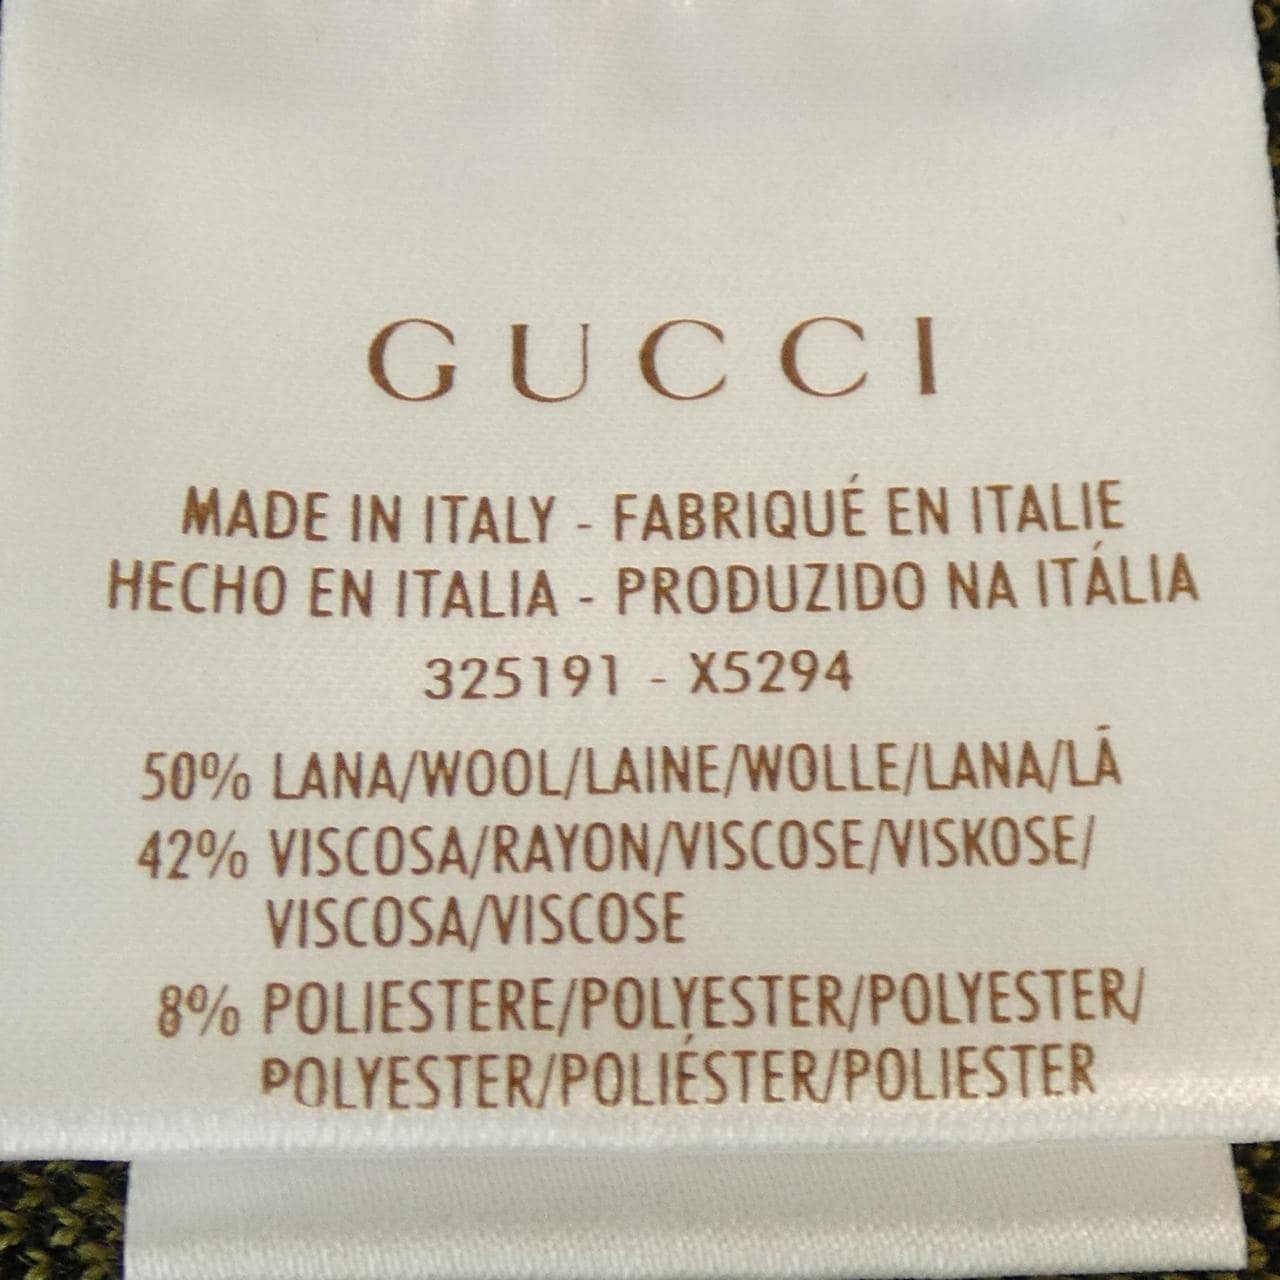 GUCCI
MADE IN ITALY - FABRIQUÉ EN ITALIE
HECHO EN ITALIA - PRODUZIDO NA ITÁLIA
325191 - X5294
50% LANA/WOOL/LAINE/WOLLE/LANA/LÃ
42% VISCOSA/RAYON/VISCOSE/VISKOSE/
VISCOSA/VISCOSE
8% POLIESTERE/POLYESTER/POLYESTER/
POLYESTER/POLIÉSTER/POLIESTER